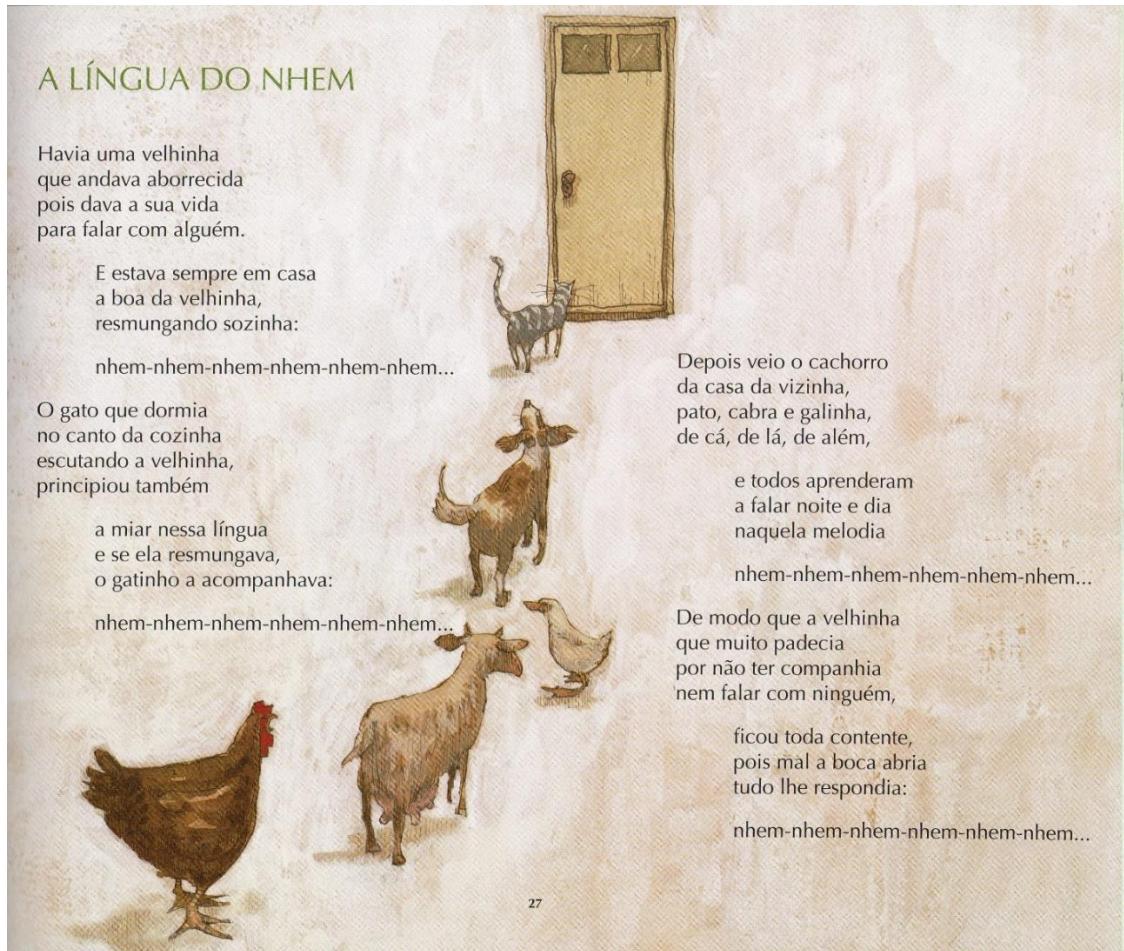 A LÍNGUA DO NHEM
Havia uma velhinha
que andava aborrecida
pois dava a sua vida
para falar com alguém.
E estava sempre em casa
a boa da velhinha,
resmungando sozinha:
nhem-nhem-nhem-nhem-nhem-nhem...
O gato que dormia
no canto da cozinha
escutando a velhinha,
principiou também
a miar nessa língua
e se ela resmungava,
o gatinho a acompanhava:
nhem-nhem-nhem-nhem-nhem-nhem...
Depois veio o cachorro
da casa da vizinha,
pato, cabra e galinha,
de cá, de lá, de além,
e todos aprenderam
a falar noite e dia
naquela melodia
nhem-nhem-nhem-nhem-nhem-nhem...
De modo que a velhinha
que muito padecia
por não ter companhia
nem falar com ninguém,
ficou toda contente,
pois mal a boca abria
tudo lhe respondia:
nhem-nhem-nhem-nhem-nhem-nhem...
27